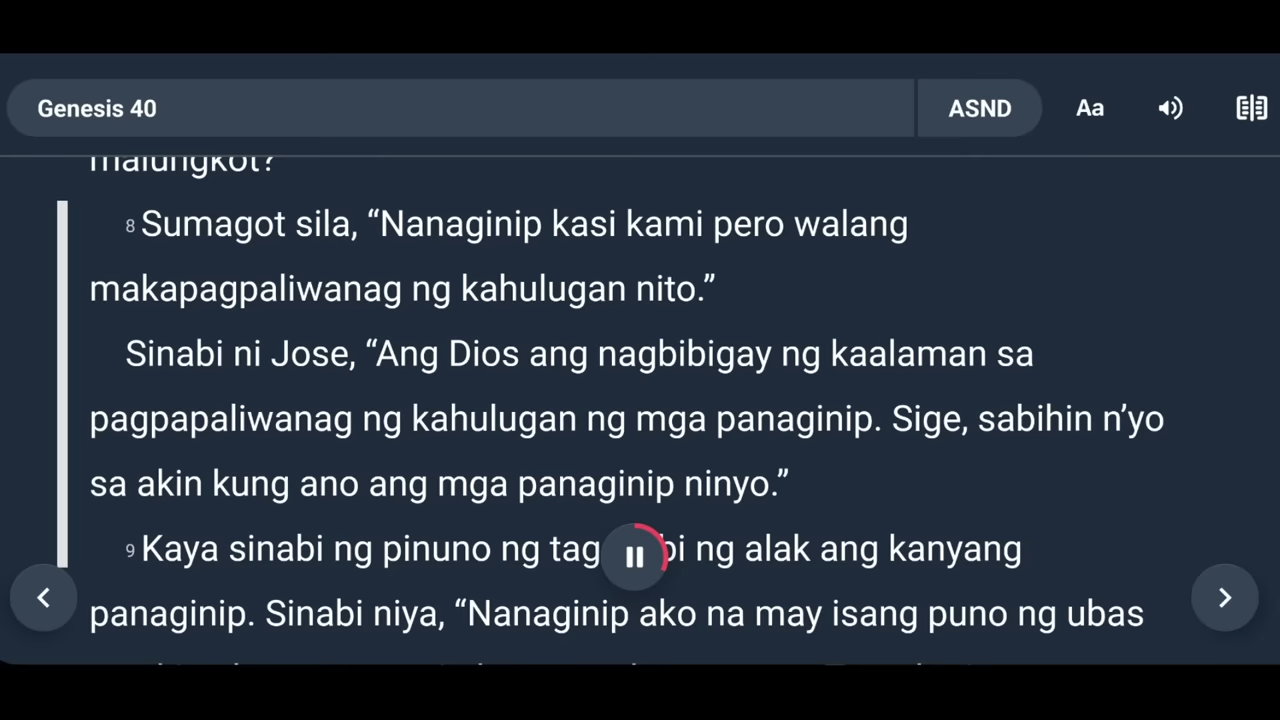 Genesis 40
ASND
Aa
malungkot?
8 Sumagot sila, “Nanaginip kasi kami pero walang
makapagpaliwanag ng kahulugan nito.”
Sinabi ni Jose, “Ang Dios ang nagbibigay ng kaalaman sa
pagpapaliwanag ng kahulugan ng mga panaginip. Sige, sabihin n’yo
sa akin kung ano ang mga panaginip ninyo.”
9 Kaya sinabi ng pinuno ng ng alak ang kanyang
panaginip. Sinabi niya, “Nanaginip ako na may isang puno ng ubas